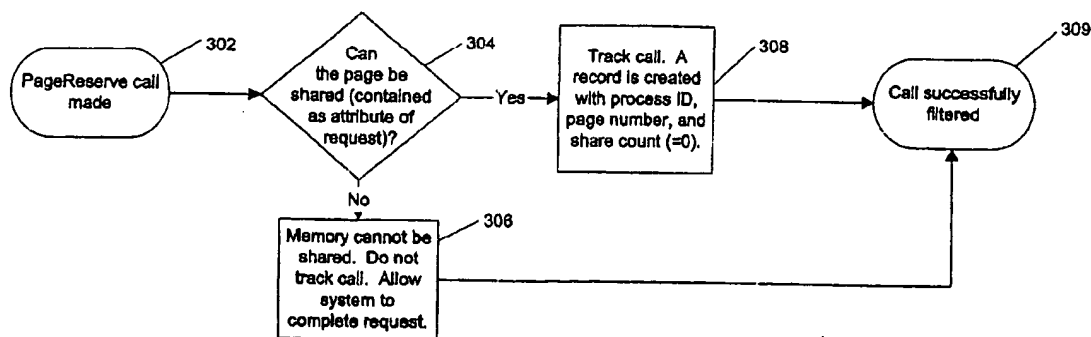 302
PageReserve call
made
304
Can
the page be
shared (contained
as attribute of
request)?
Yes
308
Track call. A
record is created
with process ID,
page number, and
share count (=0).
309
Call successfully
filtered
No
306
Memory cannot be
shared. Do not
track call. Allow
system to
complete request.